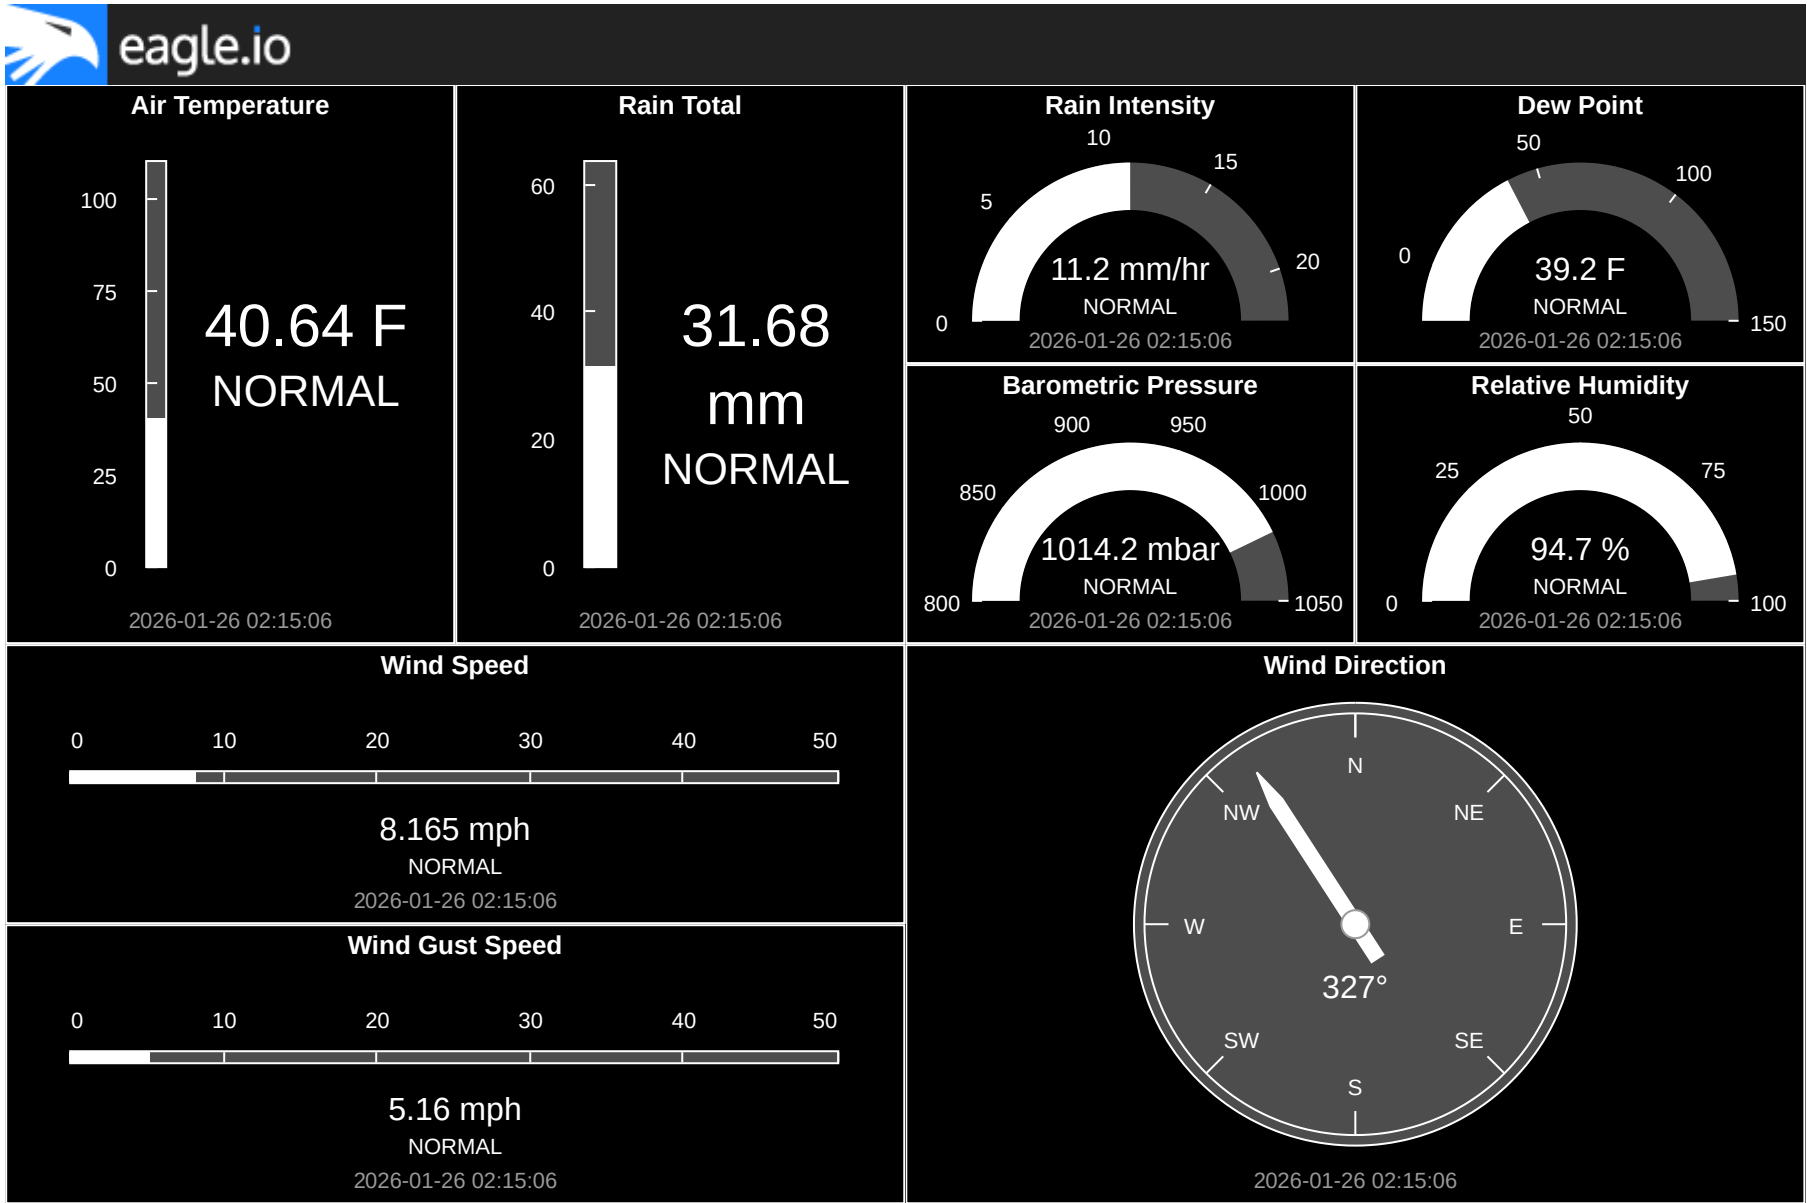 eagle.io
Air Temperature
100
75
50
25
0
40.64 F
NORMAL
2026-01-26 02:15:06
Rain Total
60
40
20
0
31.68
mm
NORMAL
2026-01-26 02:15:06
Rain Intensity
0
5
10
15
20
11.2 mm/hr
NORMAL
2026-01-26 02:15:06
Dew Point
0
50
100
150
39.2 F
NORMAL
2026-01-26 02:15:06
Barometric Pressure
800
850
900
950
1000
1050
1014.2 mbar
NORMAL
2026-01-26 02:15:06
Relative Humidity
0
25
50
75
100
94.7 %
NORMAL
2026-01-26 02:15:06
Wind Speed
0 10 20 30 40 50
8.165 mph
NORMAL
2026-01-26 02:15:06
Wind Gust Speed
0 10 20 30 40 50
5.16 mph
NORMAL
2026-01-26 02:15:06
Wind Direction
N
NW NE
W E
327°
SW SE
S
2026-01-26 02:15:06